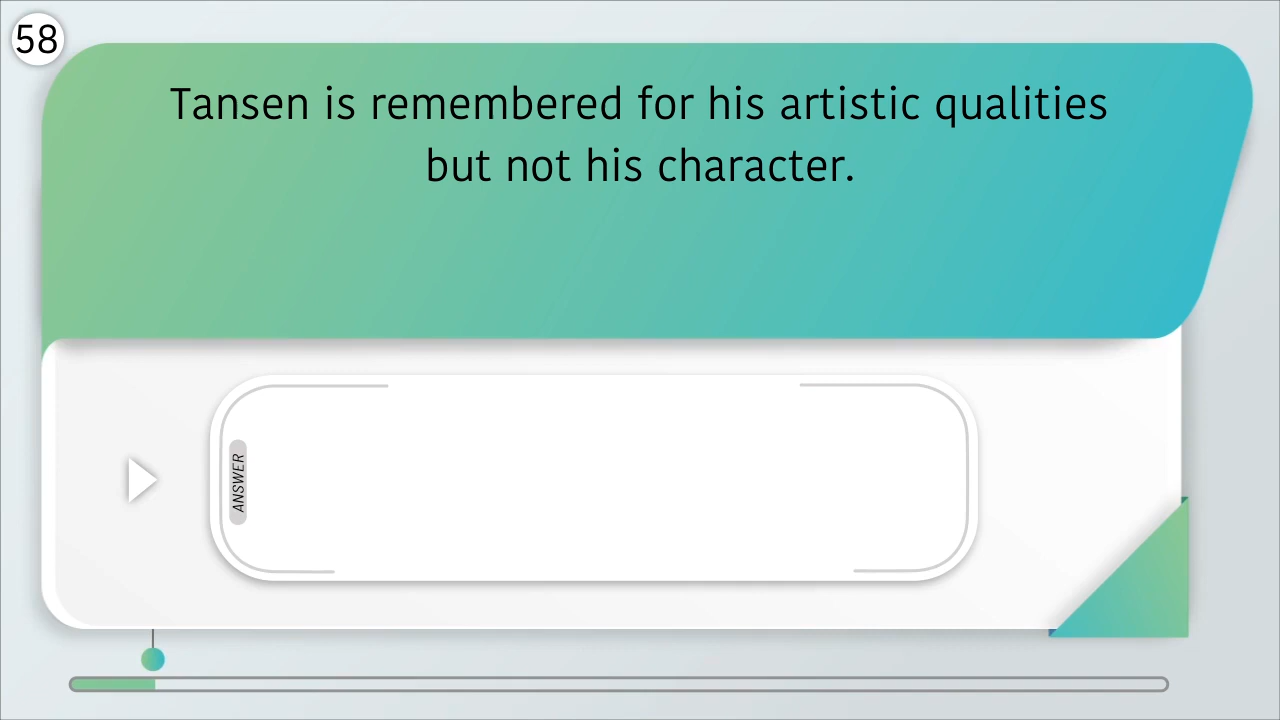 58
Tansen is remembered for his artistic qualities
but not his character.
ANSWER